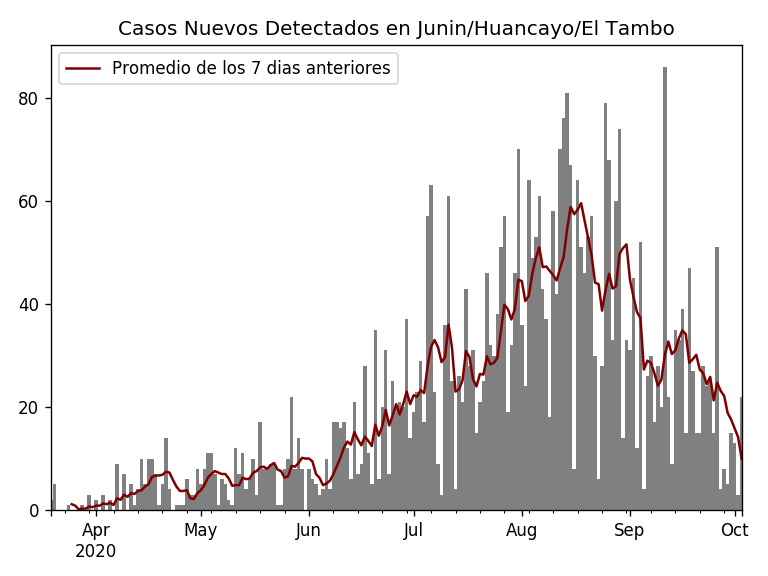 Casos Nuevos Detectados en Junin/Huancayo/El Tambo
Promedio de los 7 dias anteriores
80
60
40
20
0
Apr
2020
May
Jun
Jul
Aug
Sep
Oct